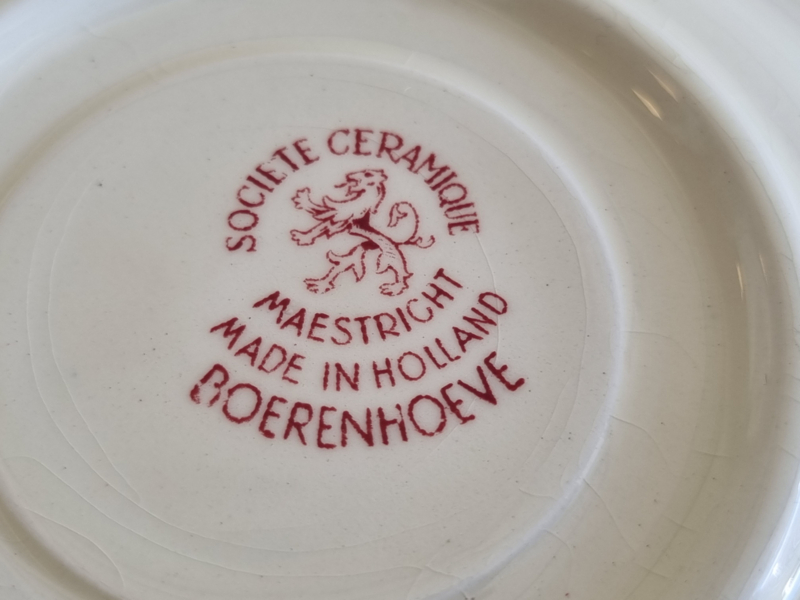 SOCIETE CERAMIQUE
MAESTRICHT
MADE IN HOLLAND
BOERENHOEVE